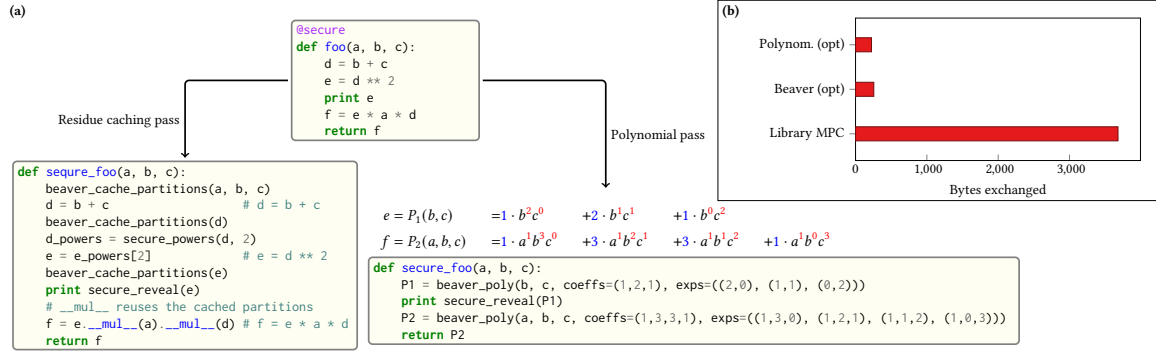 (a)
@secure
def foo(a, b, c):
    d = b + c
    e = d ** 2
    print e
    f = e * a * d
    return f
Residue caching pass
Polynomial pass
def sequre_foo(a, b, c):
    beaver_cache_partitions(a, b, c)
    d = b + c # d = b + c
    beaver_cache_partitions(d)
    d_powers = secure_powers(d, 2)
    e = e_powers[2] # e = d ** 2
    beaver_cache_partitions(e)
    print secure_reveal(e)
    # __mul__ reuses the cached partitions
    f = e.__mul__(a).__mul__(d) # f = e * a * d
    return f
e = P₁(b, c) =1 · b²c⁰ +2 · b¹c¹ +1 · b⁰c²
f = P₂(a, b, c) =1 · a¹b³c⁰ +3 · a¹b²c¹ +3 · a¹b¹c² +1 · a¹b⁰c³
def secure_foo(a, b, c):
    P1 = beaver_poly(b, c, coeffs=(1,2,1), exps=((2,0), (1,1), (0,2)))
    print secure_reveal(P1)
    P2 = beaver_poly(a, b, c, coeffs=(1,3,3,1), exps=((1,3,0), (1,2,1), (1,1,2), (1,0,3)))
    return P2
(b)
Polynom. (opt)
Beaver (opt)
Library MPC
0 1,000 2,000 3,000
Bytes exchanged